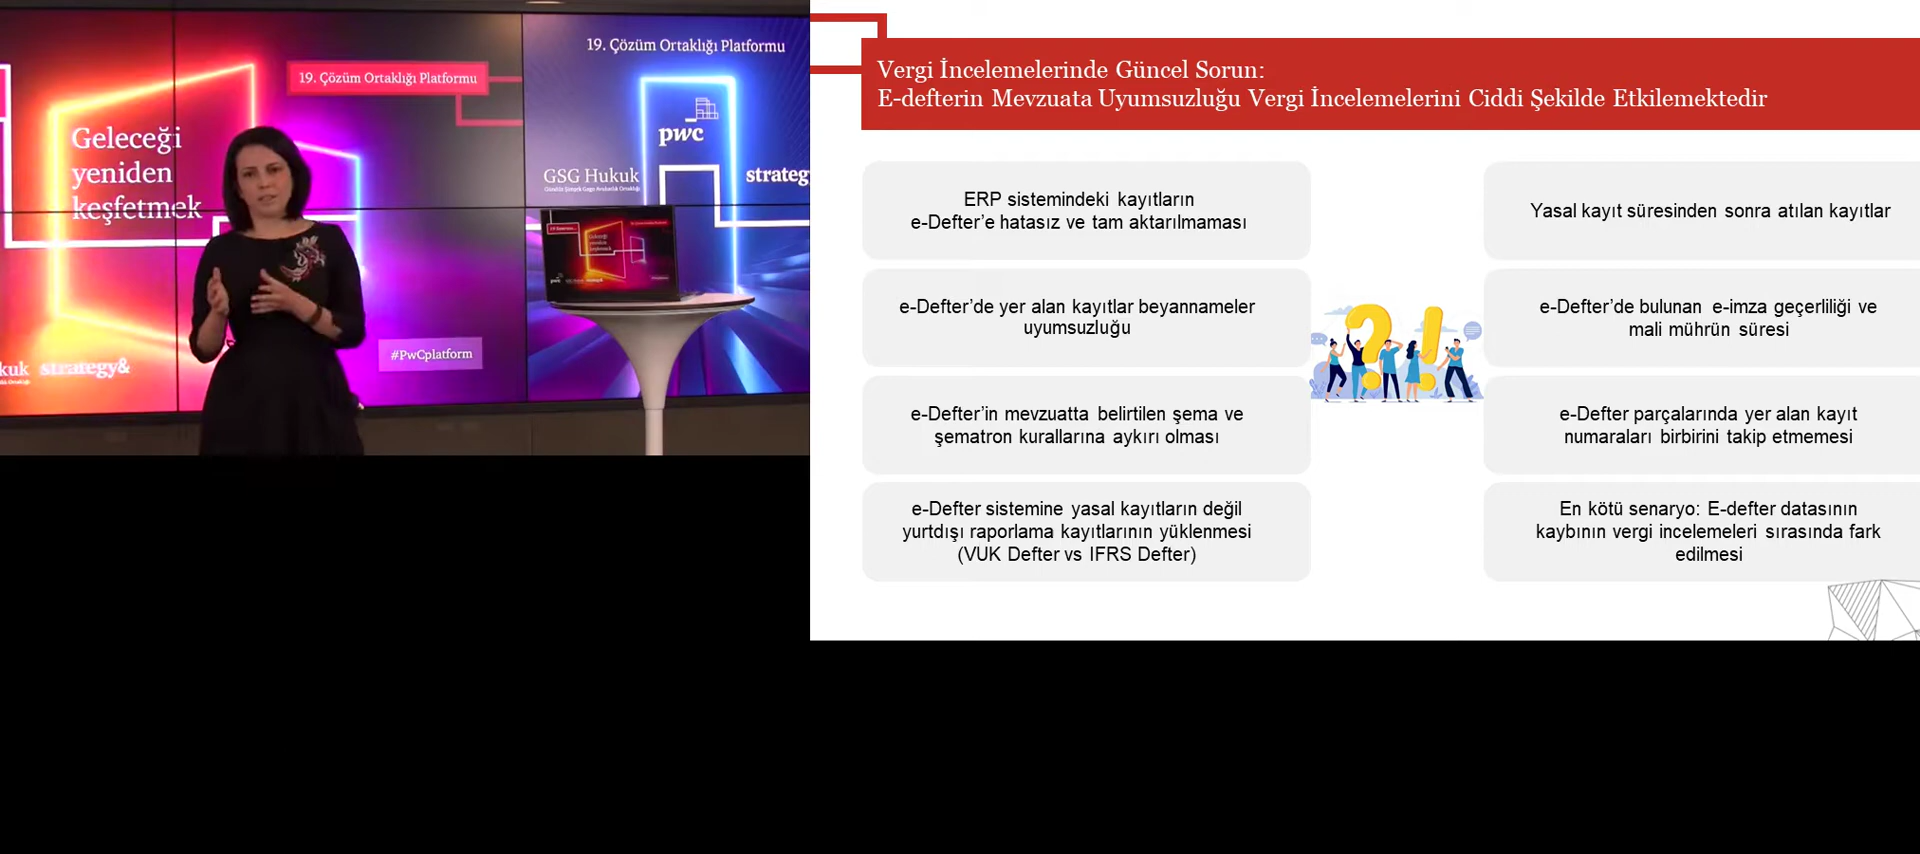 19. Çözüm Ortaklığı Platformu
19. Çözüm Ortaklığı Platformu
Geleceği
yeniden
keşfetmek
pwc
GSG Hukuk
strateg
#PwCplatform
kuk strategy&
Vergi İncelemelerinde Güncel Sorun:
E-defterin Mevzuata Uyumsuzluğu Vergi İncelemelerini Ciddi Şekilde Etkilemektedir
ERP sistemindeki kayıtların
e-Defter’e hatasız ve tam aktarılmaması
e-Defter’de yer alan kayıtlar beyannameler
uyumsuzluğu
e-Defter’in mevzuatta belirtilen şema ve
şematron kurallarına aykırı olması
e-Defter sistemine yasal kayıtların değil
yurtdışı raporlama kayıtlarının yüklenmesi
(VUK Defter vs IFRS Defter)
Yasal kayıt süresinden sonra atılan kayıtlar
e-Defter’de bulunan e-imza geçerliliği ve
mali mührün süresi
e-Defter parçalarında yer alan kayıt
numaraları birbirini takip etmemesi
En kötü senaryo: E-defter datasının
kaybının vergi incelemeleri sırasında fark
edilmesi